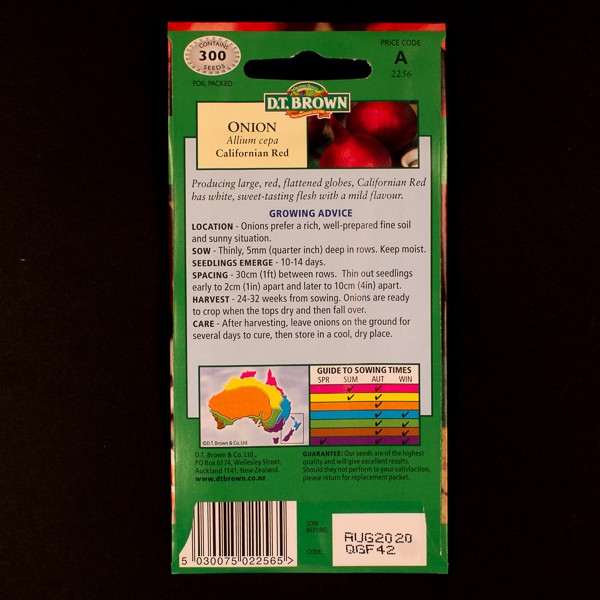 CONTAINS
300
SEEDS
FOIL PACKED
PRICE CODE
A
2256
D.T. BROWN
ONION
Allium cepa
Californian Red
Producing large, red, flattened globes, Californian Red
has white, sweet-tasting flesh with a mild flavour.
GROWING ADVICE
LOCATION - Onions prefer a rich, well-prepared fine soil
and sunny situation.
SOW - Thinly, 5mm (quarter inch) deep in rows. Keep moist.
SEEDLINGS EMERGE - 10-14 days.
SPACING - 30cm (1ft) between rows. Thin out seedlings
early to 2cm (1in) apart and later to 10cm (4in) apart.
HARVEST - 24-32 weeks from sowing. Onions are ready
to crop when the tops dry and then fall over.
CARE - After harvesting, leave onions on the ground for
several days to cure, then store in a cool, dry place.
GUIDE TO SOWING TIMES
SPR SUM AUT WIN
©D.T. Brown & Co. Ltd.
D.T. Brown & Co. Ltd.,
PO Box 6174, Wellesley Street,
Auckland 1141, New Zealand.
www.dtbrown.co.nz
GUARANTEE: Our seeds are of the highest
quality and will give excellent results.
Should they not perform to your satisfaction,
please return for replacement packet.
SOW
BEFORE:
AUG2020
CODE:
QGF42
5 030075 022565 >